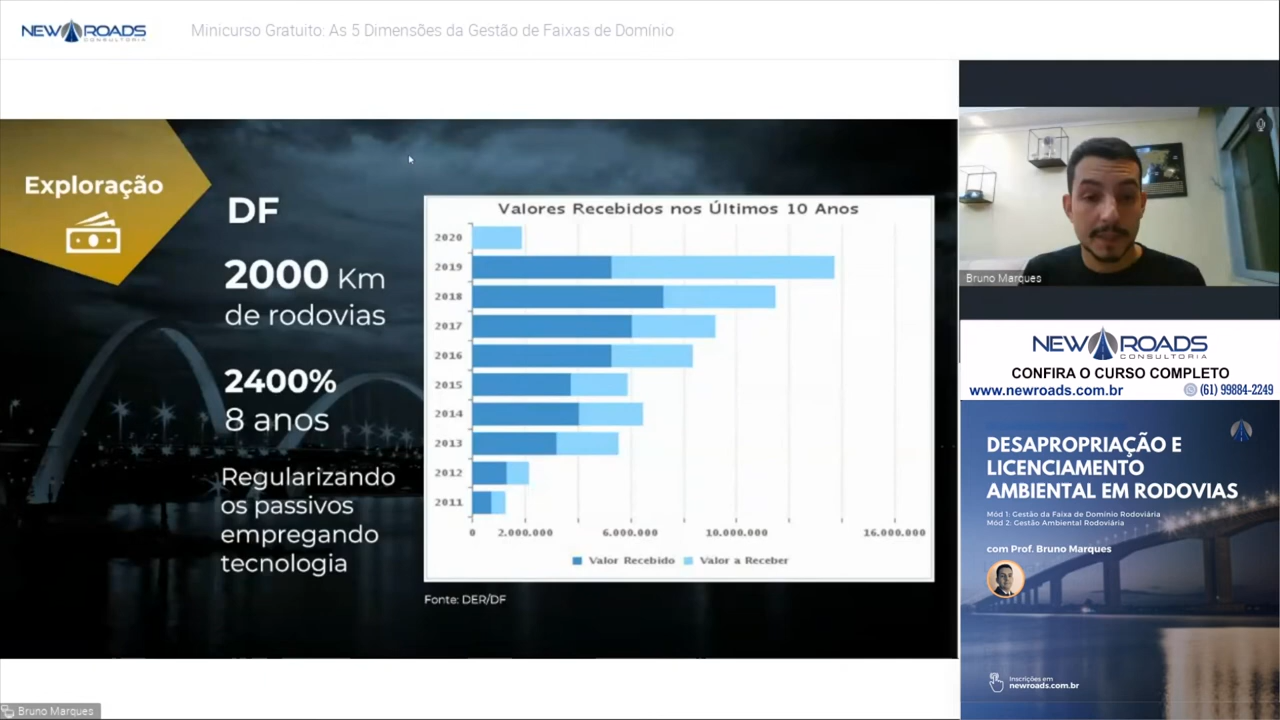 NEW ROADS
CONSULTORIA
Minicurso Gratuito: As 5 Dimensões da Gestão de Faixas de Domínio
Exploração
DF
2000 Km
de rodovias
2400%
8 anos
Regularizando
os passivos
empregando
tecnologia
Valores Recebidos nos Últimos 10 Anos
2020
2019
2018
2017
2016
2015
2014
2013
2012
2011
0 2.000.000 6.000.000 10.000.000 16.000.000
Valor Recebido Valor a Receber
Fonte: DER/DF
Bruno Marques
Bruno Marques
NEW ROADS
CONSULTORIA
CONFIRA O CURSO COMPLETO
www.newroads.com.br (61) 99884-2249
DESAPROPRIAÇÃO E
LICENCIAMENTO
AMBIENTAL EM RODOVIAS
Mód 1: Gestão da Faixa de Domínio Rodoviária
Mód 2: Gestão Ambiental Rodoviária
com Prof. Bruno Marques
Inscrições em
newroads.com.br